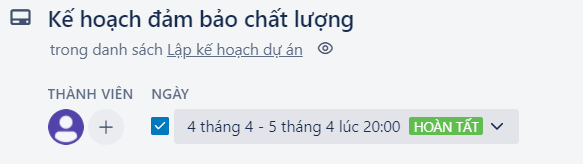 Kế hoạch đảm bảo chất lượng
trong danh sách Lập kế hoạch dự án
THÀNH VIÊN NGÀY
4 tháng 4 - 5 tháng 4 lúc 20:00 HOÀN TẤT